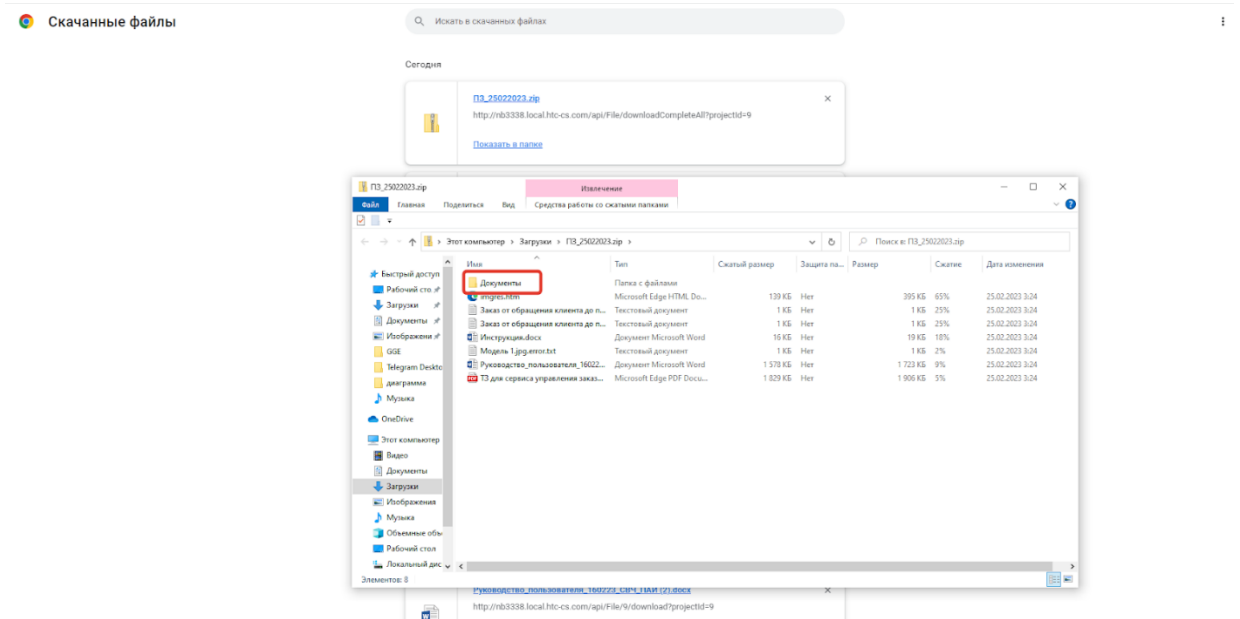 Скачанные файлы
Искать в скачанных файлах
Сегодня
ПЗ_25022023.zip
http://nb3338.local.htc-cs.com/api/File/downloadCompleteAll?projectId=9
Показать в папке
ПЗ_25022023.zip
Извлечение
Файл Главная Поделиться Вид Средства работы со сжатыми папками
Этот компьютер › Загрузки › ПЗ_25022023.zip ›
Поиск в: ПЗ_25022023.zip
Имя Тип Сжатый размер Защита па... Размер Сжатие Дата изменения
Документы Папка с файлами
imgres.htm Microsoft Edge HTML Do... 139 КБ Нет 395 КБ 65% 25.02.2023 3:24
Заказ от обращения клиента до п... Текстовый документ 1 КБ Нет 1 КБ 25% 25.02.2023 3:24
Заказ от обращения клиента до п... Текстовый документ 1 КБ Нет 1 КБ 25% 25.02.2023 3:24
Инструкция.docx Документ Microsoft Word 16 КБ Нет 19 КБ 18% 25.02.2023 3:24
Модель 1.jpg.error.txt Текстовый документ 1 КБ Нет 1 КБ 2% 25.02.2023 3:24
Руководство_пользователя_16022... Документ Microsoft Word 1 578 КБ Нет 1 723 КБ 9% 25.02.2023 3:24
ТЗ для сервиса управления заказ... Microsoft Edge PDF Docu... 1 829 КБ Нет 1 906 КБ 5% 25.02.2023 3:24
Быстрый доступ
Рабочий сто
Загрузки
Документы
Изображени
GGE
Telegram Deskto
диаграмма
Музыка
OneDrive
Этот компьютер
Видео
Документы
Загрузки
Изображения
Музыка
Объемные объ
Рабочий стол
Локальный дис
Элементов: 8
Руководство_пользователя_160223_СВЧ_ПАИ (2).docx
http://nb3338.local.htc-cs.com/api/File/9/download?projectId=9